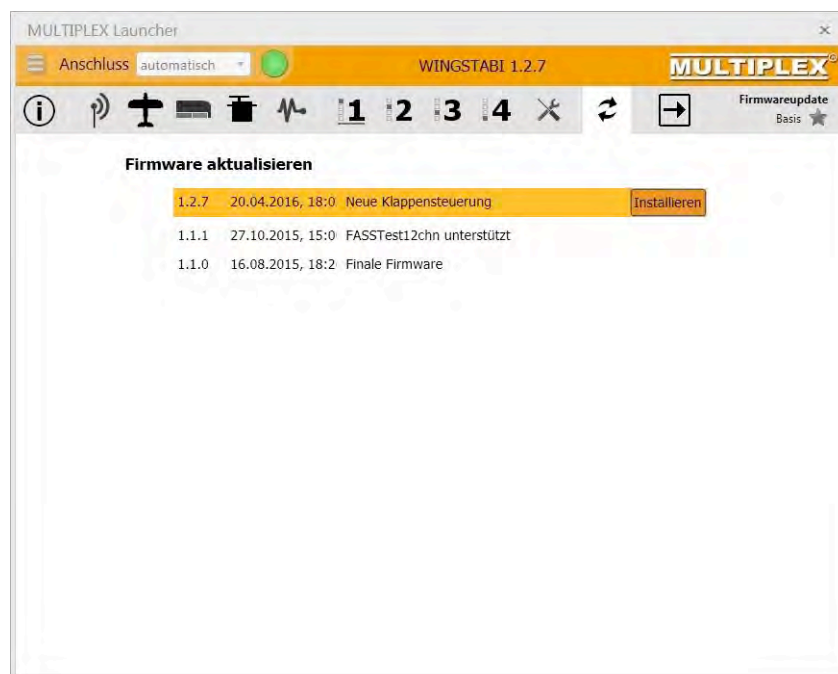 MULTIPLEX Launcher
Anschluss automatisch WINGSTABI 1.2.7 MULTIPLEX®
1 2 3 4 Firmwareupdate
Basis
Firmware aktualisieren
1.2.7 20.04.2016, 18:0 Neue Klappensteuerung Installieren
1.1.1 27.10.2015, 15:0 FASSTest12chn unterstützt
1.1.0 16.08.2015, 18:2 Finale Firmware